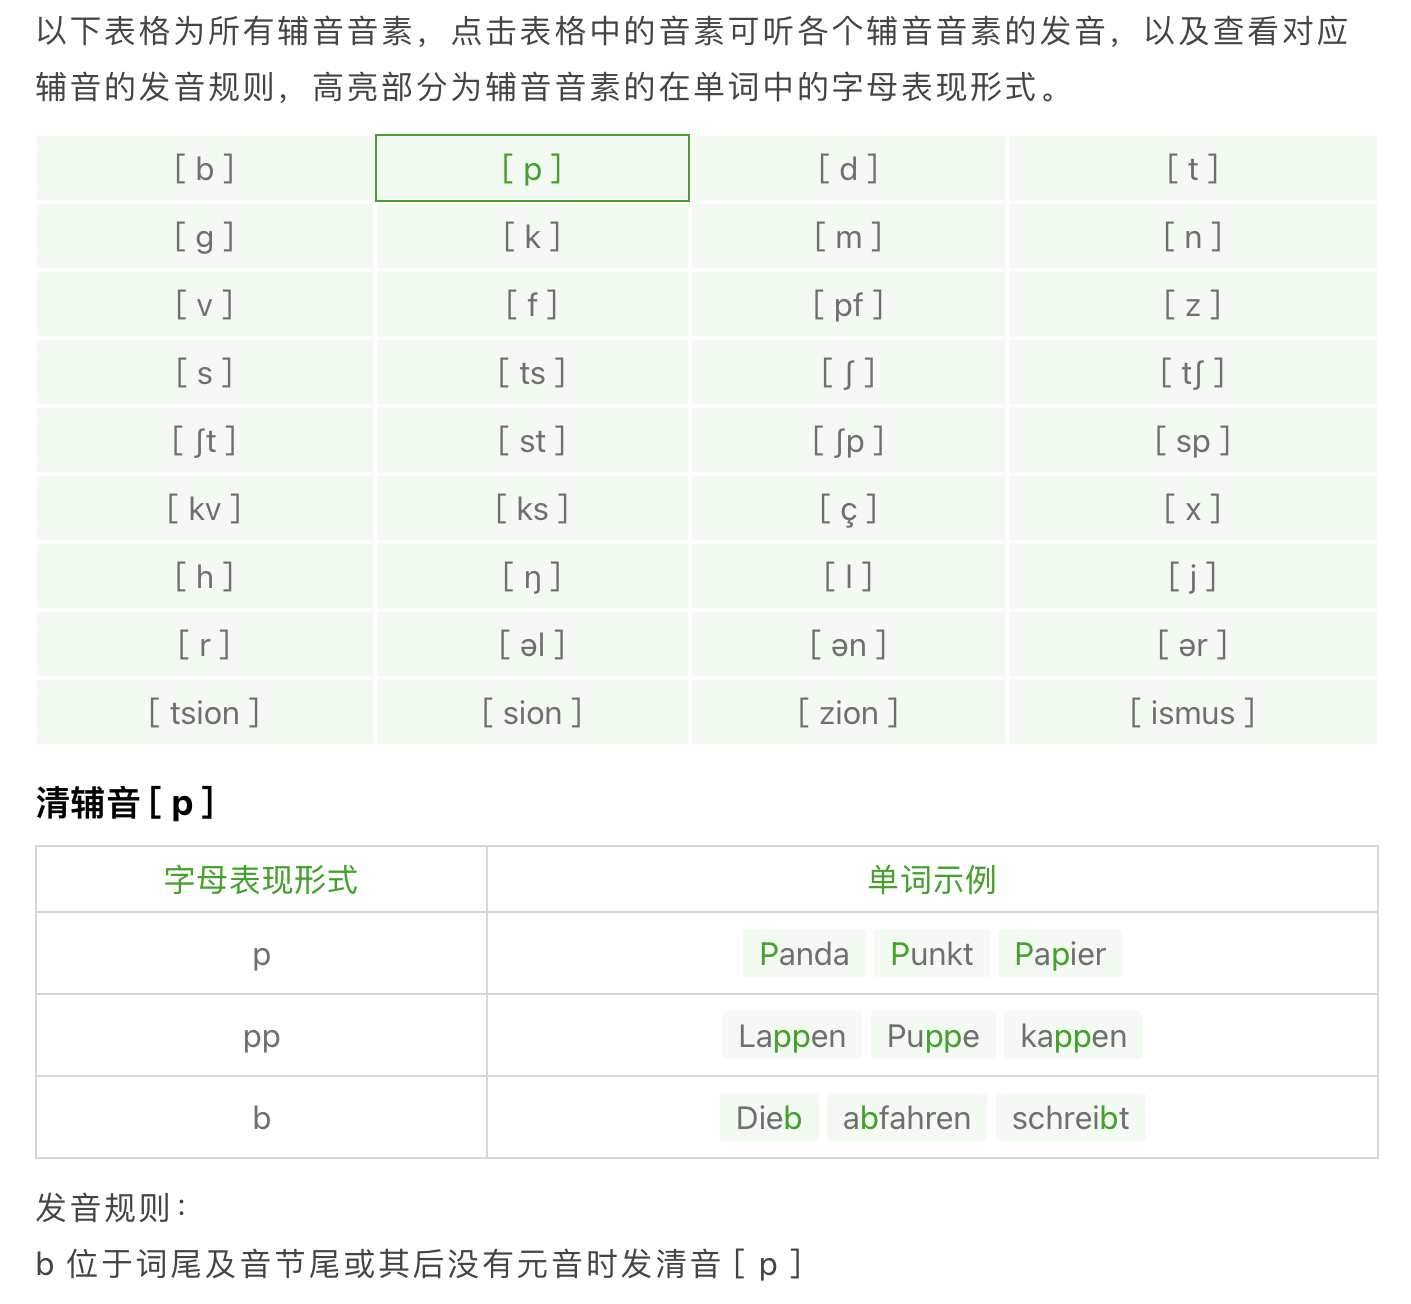 以下表格为所有辅音音素，点击表格中的音素可听各个辅音音素的发音，以及查看对应
辅音的发音规则，高亮部分为辅音音素的在单词中的字母表现形式。
[ b ] [ p ] [ d ] [ t ]
[ g ] [ k ] [ m ] [ n ]
[ v ] [ f ] [ pf ] [ z ]
[ s ] [ ts ] [ ʃ ] [ tʃ ]
[ ʃt ] [ st ] [ ʃp ] [ sp ]
[ kv ] [ ks ] [ ç ] [ x ]
[ h ] [ ŋ ] [ l ] [ j ]
[ r ] [ əl ] [ ən ] [ ər ]
[ tsion ] [ sion ] [ zion ] [ ismus ]
清辅音 [ p ]
字母表现形式 单词示例
p Panda Punkt Papier
pp Lappen Puppe kappen
b Dieb abfahren schreibt
发音规则：
b 位于词尾及音节尾或其后没有元音时发清音 [ p ]